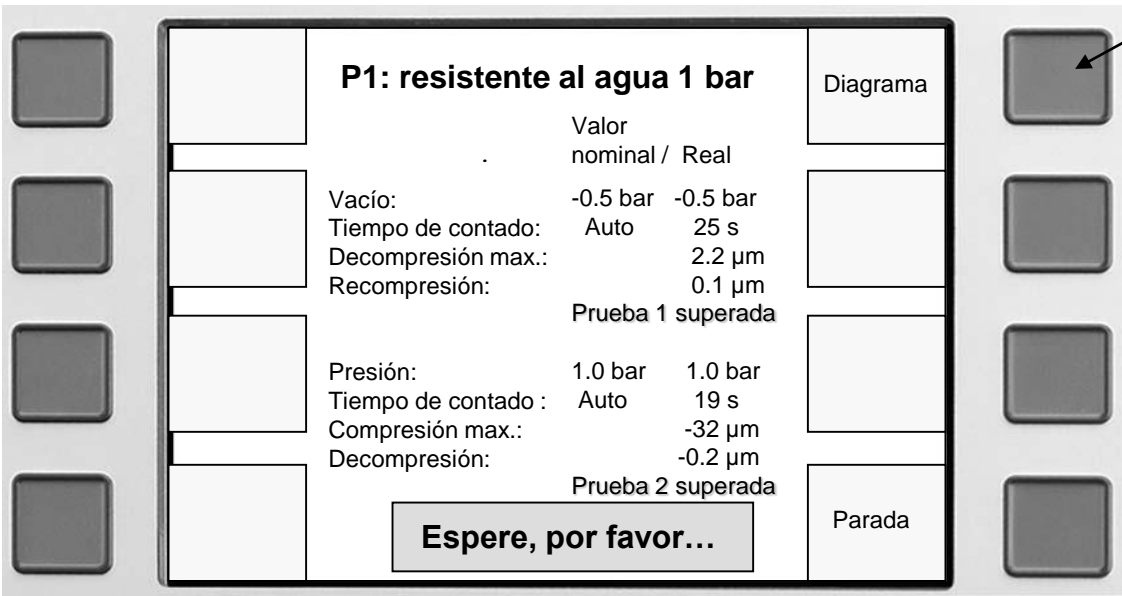 P1: resistente al agua 1 bar
Diagrama
Valor
. nominal / Real
Vacío: -0.5 bar -0.5 bar
Tiempo de contado: Auto 25 s
Decompresión max.: 2.2 µm
Recompresión: 0.1 µm
Prueba 1 superada
Presión: 1.0 bar 1.0 bar
Tiempo de contado : Auto 19 s
Compresión max.: -32 µm
Decompresión: -0.2 µm
Prueba 2 superada
Espere, por favor…
Parada